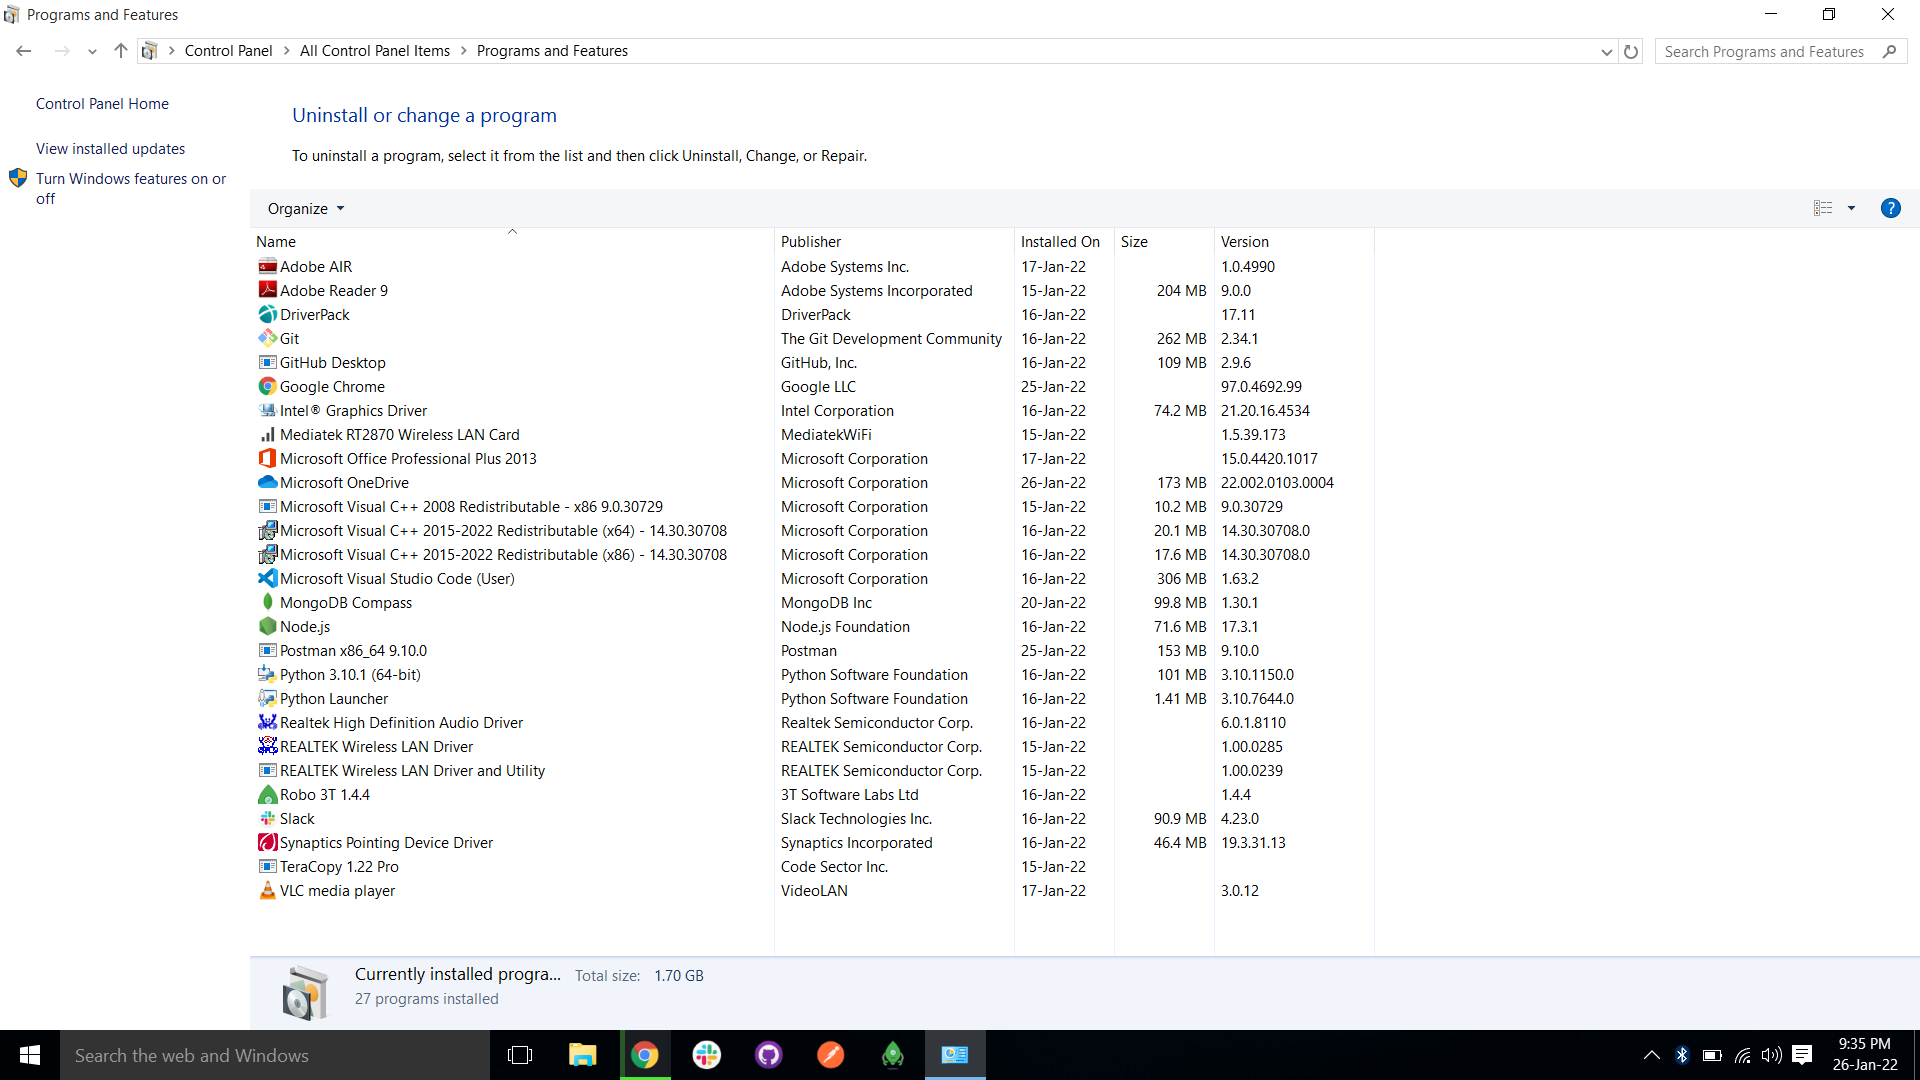 Programs and Features
Control Panel > All Control Panel Items > Programs and Features
Search Programs and Features
Control Panel Home
View installed updates
Turn Windows features on or
off
Uninstall or change a program
To uninstall a program, select it from the list and then click Uninstall, Change, or Repair.
Organize
Name Publisher Installed On Size Version
Adobe AIR Adobe Systems Inc. 17-Jan-22 1.0.4990
Adobe Reader 9 Adobe Systems Incorporated 15-Jan-22 204 MB 9.0.0
DriverPack DriverPack 16-Jan-22 17.11
Git The Git Development Community 16-Jan-22 262 MB 2.34.1
GitHub Desktop GitHub, Inc. 16-Jan-22 109 MB 2.9.6
Google Chrome Google LLC 25-Jan-22 97.0.4692.99
Intel® Graphics Driver Intel Corporation 16-Jan-22 74.2 MB 21.20.16.4534
Mediatek RT2870 Wireless LAN Card MediatekWiFi 15-Jan-22 1.5.39.173
Microsoft Office Professional Plus 2013 Microsoft Corporation 17-Jan-22 15.0.4420.1017
Microsoft OneDrive Microsoft Corporation 26-Jan-22 173 MB 22.002.0103.0004
Microsoft Visual C++ 2008 Redistributable - x86 9.0.30729 Microsoft Corporation 15-Jan-22 10.2 MB 9.0.30729
Microsoft Visual C++ 2015-2022 Redistributable (x64) - 14.30.30708 Microsoft Corporation 16-Jan-22 20.1 MB 14.30.30708.0
Microsoft Visual C++ 2015-2022 Redistributable (x86) - 14.30.30708 Microsoft Corporation 16-Jan-22 17.6 MB 14.30.30708.0
Microsoft Visual Studio Code (User) Microsoft Corporation 16-Jan-22 306 MB 1.63.2
MongoDB Compass MongoDB Inc 20-Jan-22 99.8 MB 1.30.1
Node.js Node.js Foundation 16-Jan-22 71.6 MB 17.3.1
Postman x86_64 9.10.0 Postman 25-Jan-22 153 MB 9.10.0
Python 3.10.1 (64-bit) Python Software Foundation 16-Jan-22 101 MB 3.10.1150.0
Python Launcher Python Software Foundation 16-Jan-22 1.41 MB 3.10.7644.0
Realtek High Definition Audio Driver Realtek Semiconductor Corp. 16-Jan-22 6.0.1.8110
REALTEK Wireless LAN Driver REALTEK Semiconductor Corp. 15-Jan-22 1.00.0285
REALTEK Wireless LAN Driver and Utility REALTEK Semiconductor Corp. 15-Jan-22 1.00.0239
Robo 3T 1.4.4 3T Software Labs Ltd 16-Jan-22 1.4.4
Slack Slack Technologies Inc. 16-Jan-22 90.9 MB 4.23.0
Synaptics Pointing Device Driver Synaptics Incorporated 16-Jan-22 46.4 MB 19.3.31.13
TeraCopy 1.22 Pro Code Sector Inc. 15-Jan-22
VLC media player VideoLAN 17-Jan-22 3.0.12
Currently installed progra... Total size: 1.70 GB
27 programs installed
Search the web and Windows
9:35 PM
26-Jan-22